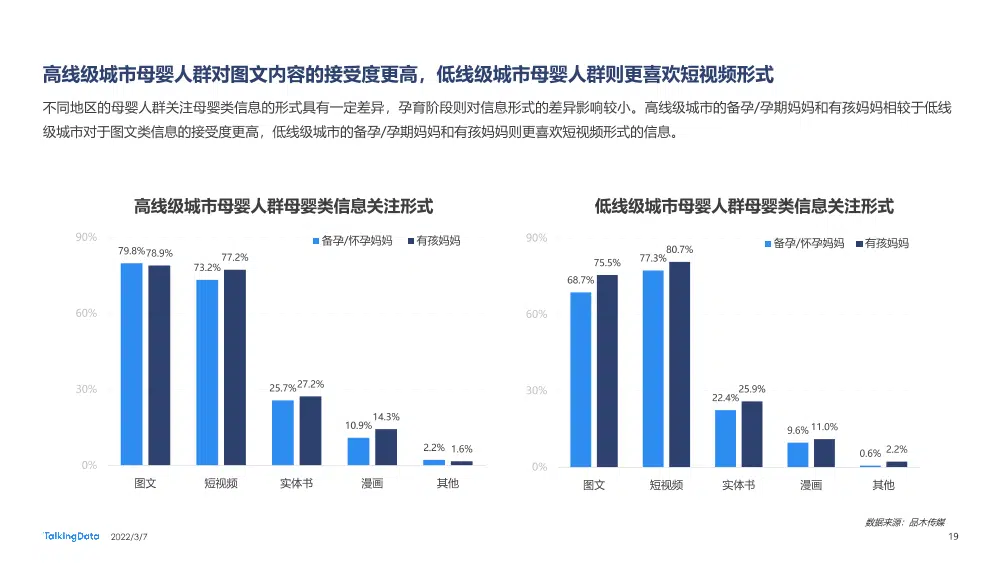 高线级城市母婴人群对图文内容的接受度更高，低线级城市母婴人群则更喜欢短视频形式
不同地区的母婴人群关注母婴类信息的形式具有一定差异，孕育阶段则对信息形式的差异影响较小。高线级城市的备孕/孕期妈妈和有孩妈妈相较于低线
级城市对于图文类信息的接受度更高，低线级城市的备孕/孕期妈妈和有孩妈妈则更喜欢短视频形式的信息。
高线级城市母婴人群母婴类信息关注形式
90%
备孕/怀孕妈妈
有孩妈妈
79.8%
78.9%
73.2%
77.2%
60%
30%
25.7%
27.2%
10.9%
14.3%
2.2%
1.6%
0%
图文
短视频
实体书
漫画
其他
低线级城市母婴人群母婴类信息关注形式
90%
备孕/怀孕妈妈
有孩妈妈
68.7%
75.5%
77.3%
80.7%
60%
30%
22.4%
25.9%
9.6%
11.0%
0.6%
2.2%
0%
图文
短视频
实体书
漫画
其他
数据来源：品木传媒
TalkingData
2022/3/7
19